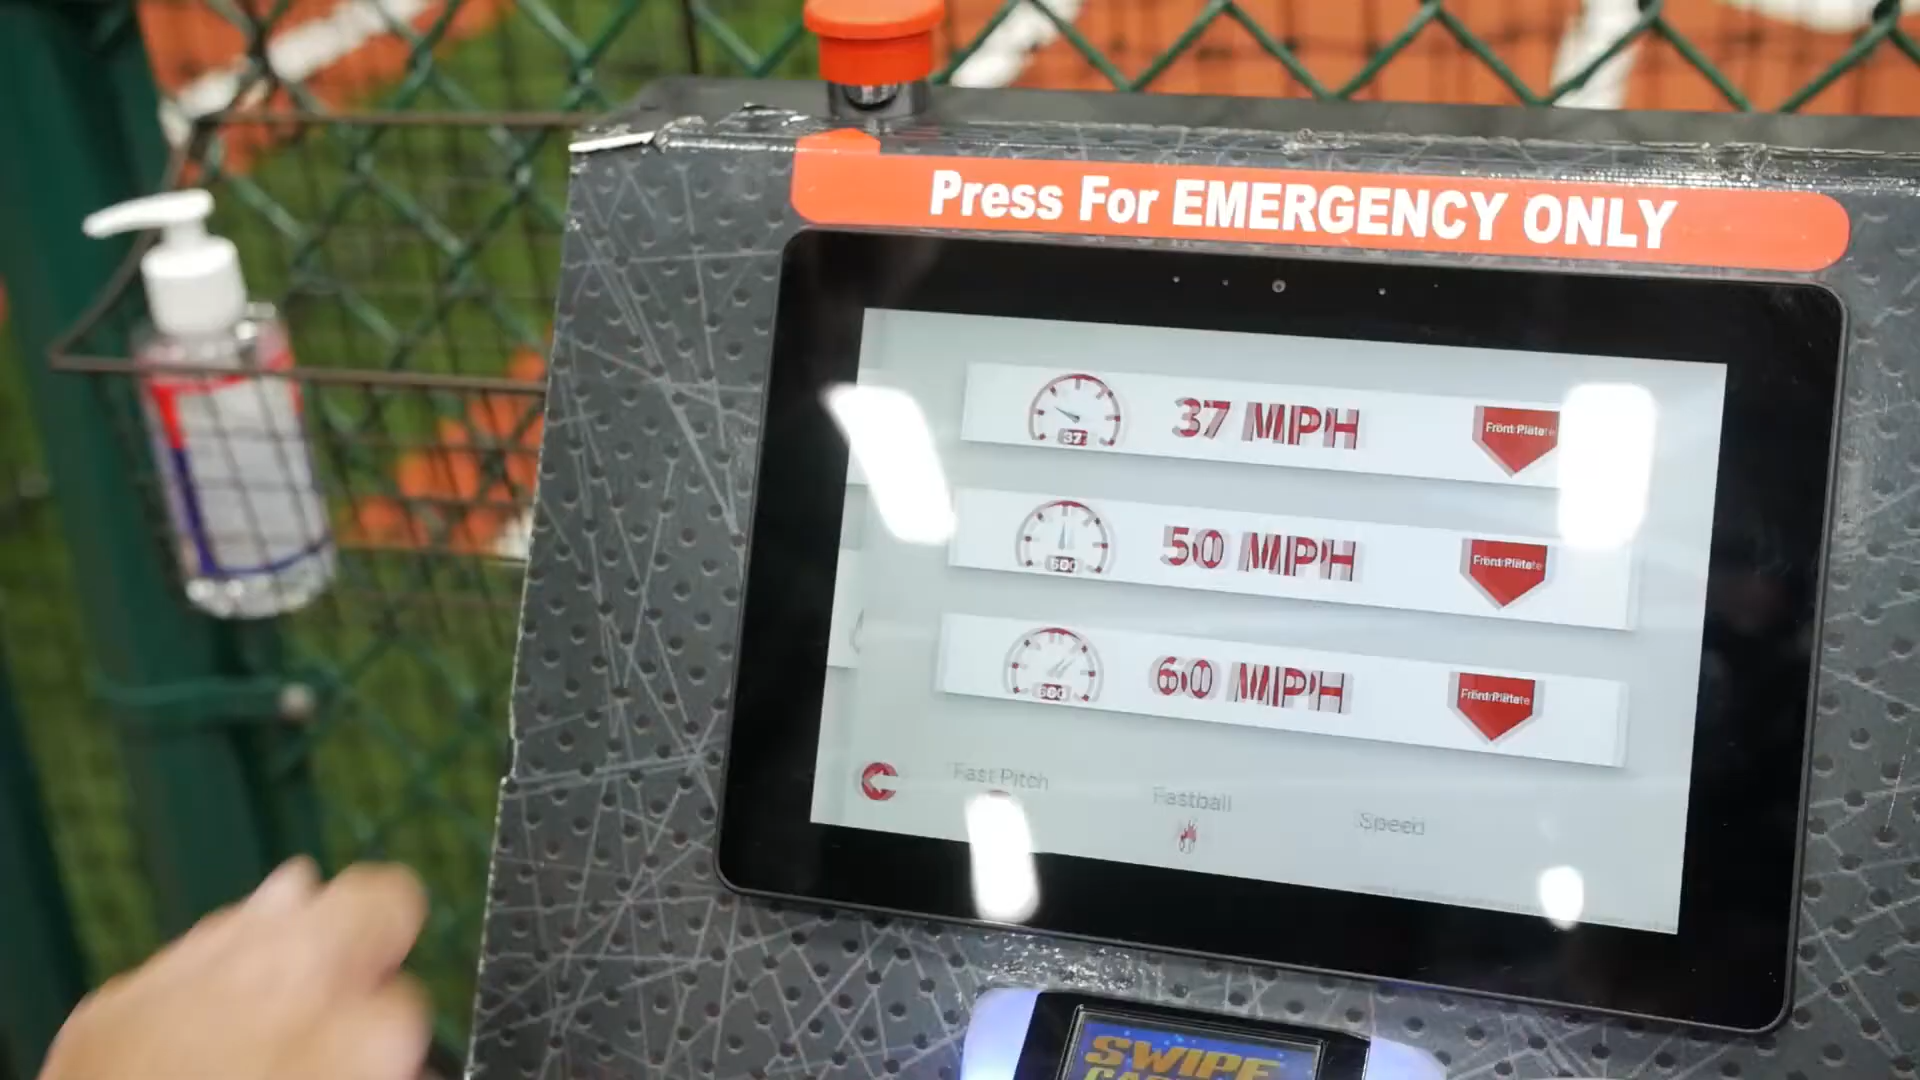 Press For EMERGENCY ONLY
37 MPH
Front Plate
37
50 MPH
Front Plate
60 MPH
Front Plate
Fast Pitch
Fastball
Speed
SWIPE